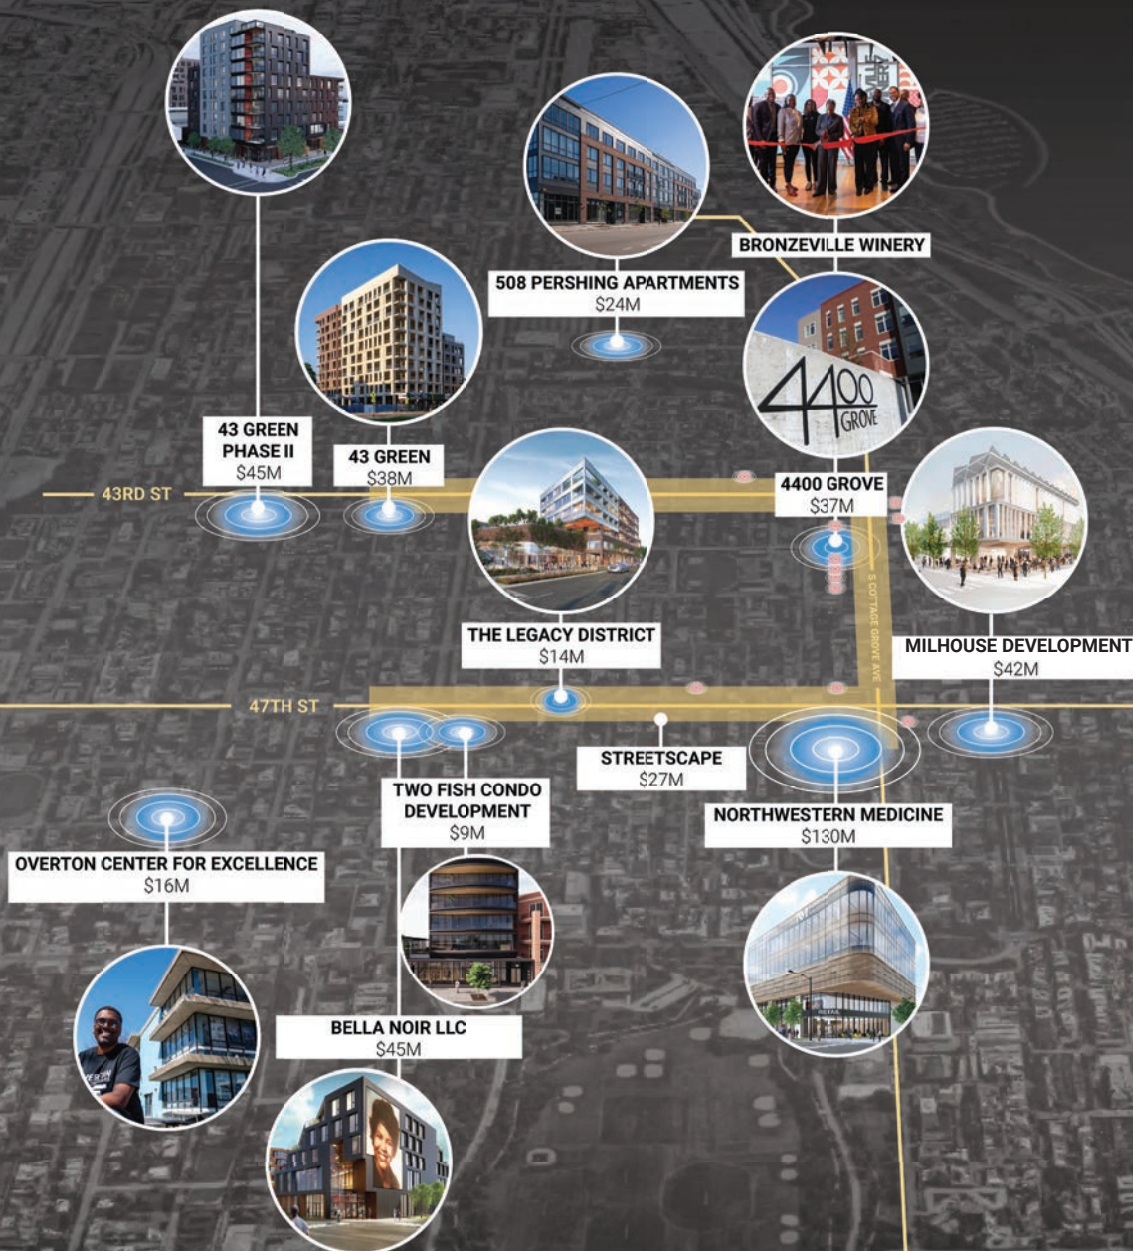 BRONZEVILLE WINERY
508 PERSHING APARTMENTS
$24M
4400
GROVE
43 GREEN
PHASE II
$45M
43 GREEN
$38M
4400 GROVE
$37M
43RD ST
S COTTAGE GROVE AVE
THE LEGACY DISTRICT
$14M
MILHOUSE DEVELOPMENT
$42M
47TH ST
STREETSCAPE
$27M
TWO FISH CONDO
DEVELOPMENT
$9M
NORTHWESTERN MEDICINE
$130M
OVERTON CENTER FOR EXCELLENCE
$16M
RETAIL
BELLA NOIR LLC
$45M